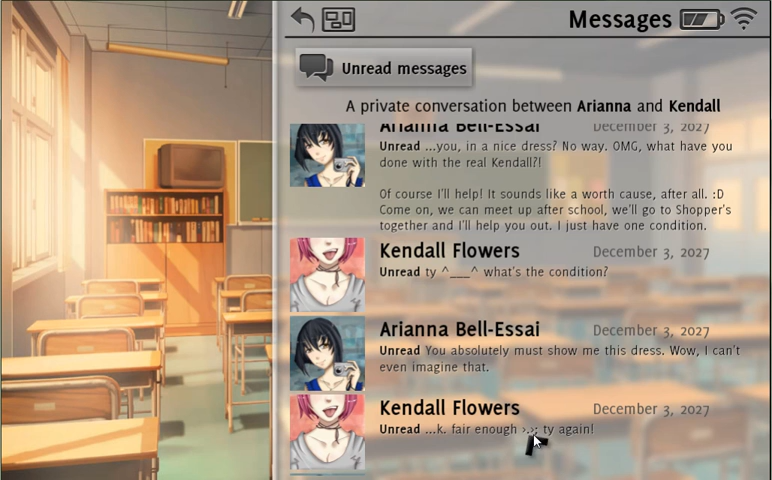 Messages
Unread messages
A private conversation between Arianna and Kendall
Arianna Bell-Essai December 3, 2027
Unread ...you, in a nice dress? No way. OMG, what have you
done with the real Kendall?!
Of course I'll help! It sounds like a worth cause, after all. :D
Come on, we can meet up after school, we'll go to Shopper's
together and I'll help you out. I just have one condition.
Kendall Flowers December 3, 2027
Unread ty ^___^ what's the condition?
Arianna Bell-Essai December 3, 2027
Unread You absolutely must show me this dress. Wow, I can't
even imagine that.
Kendall Flowers December 3, 2027
Unread ...k. fair enough >.>; ty again!